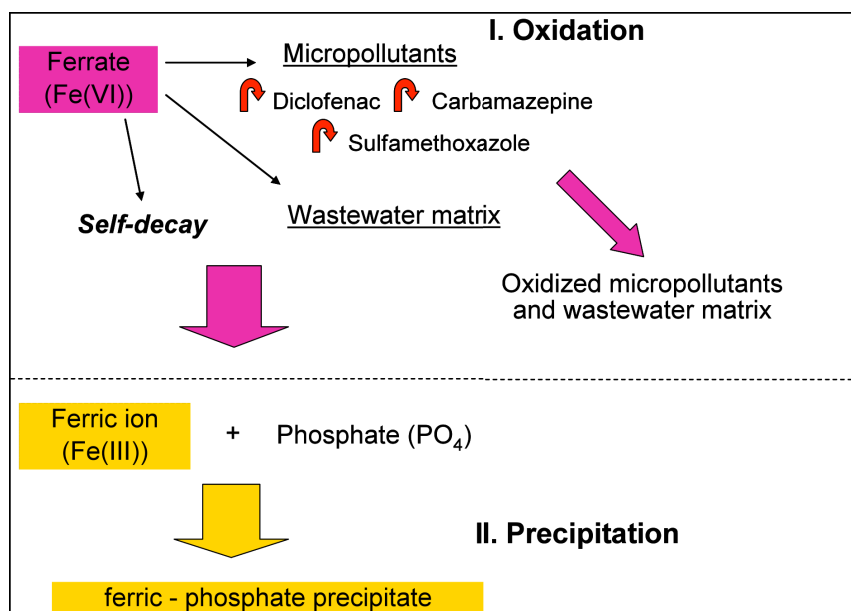 I. Oxidation
Ferrate
(Fe(VI))
Micropollutants
Diclofenac
Carbamazepine
Sulfamethoxazole
Self-decay
Wastewater matrix
Oxidized micropollutants
and wastewater matrix
Ferric ion
(Fe(III))
+
Phosphate (PO₄)
II. Precipitation
ferric - phosphate precipitate